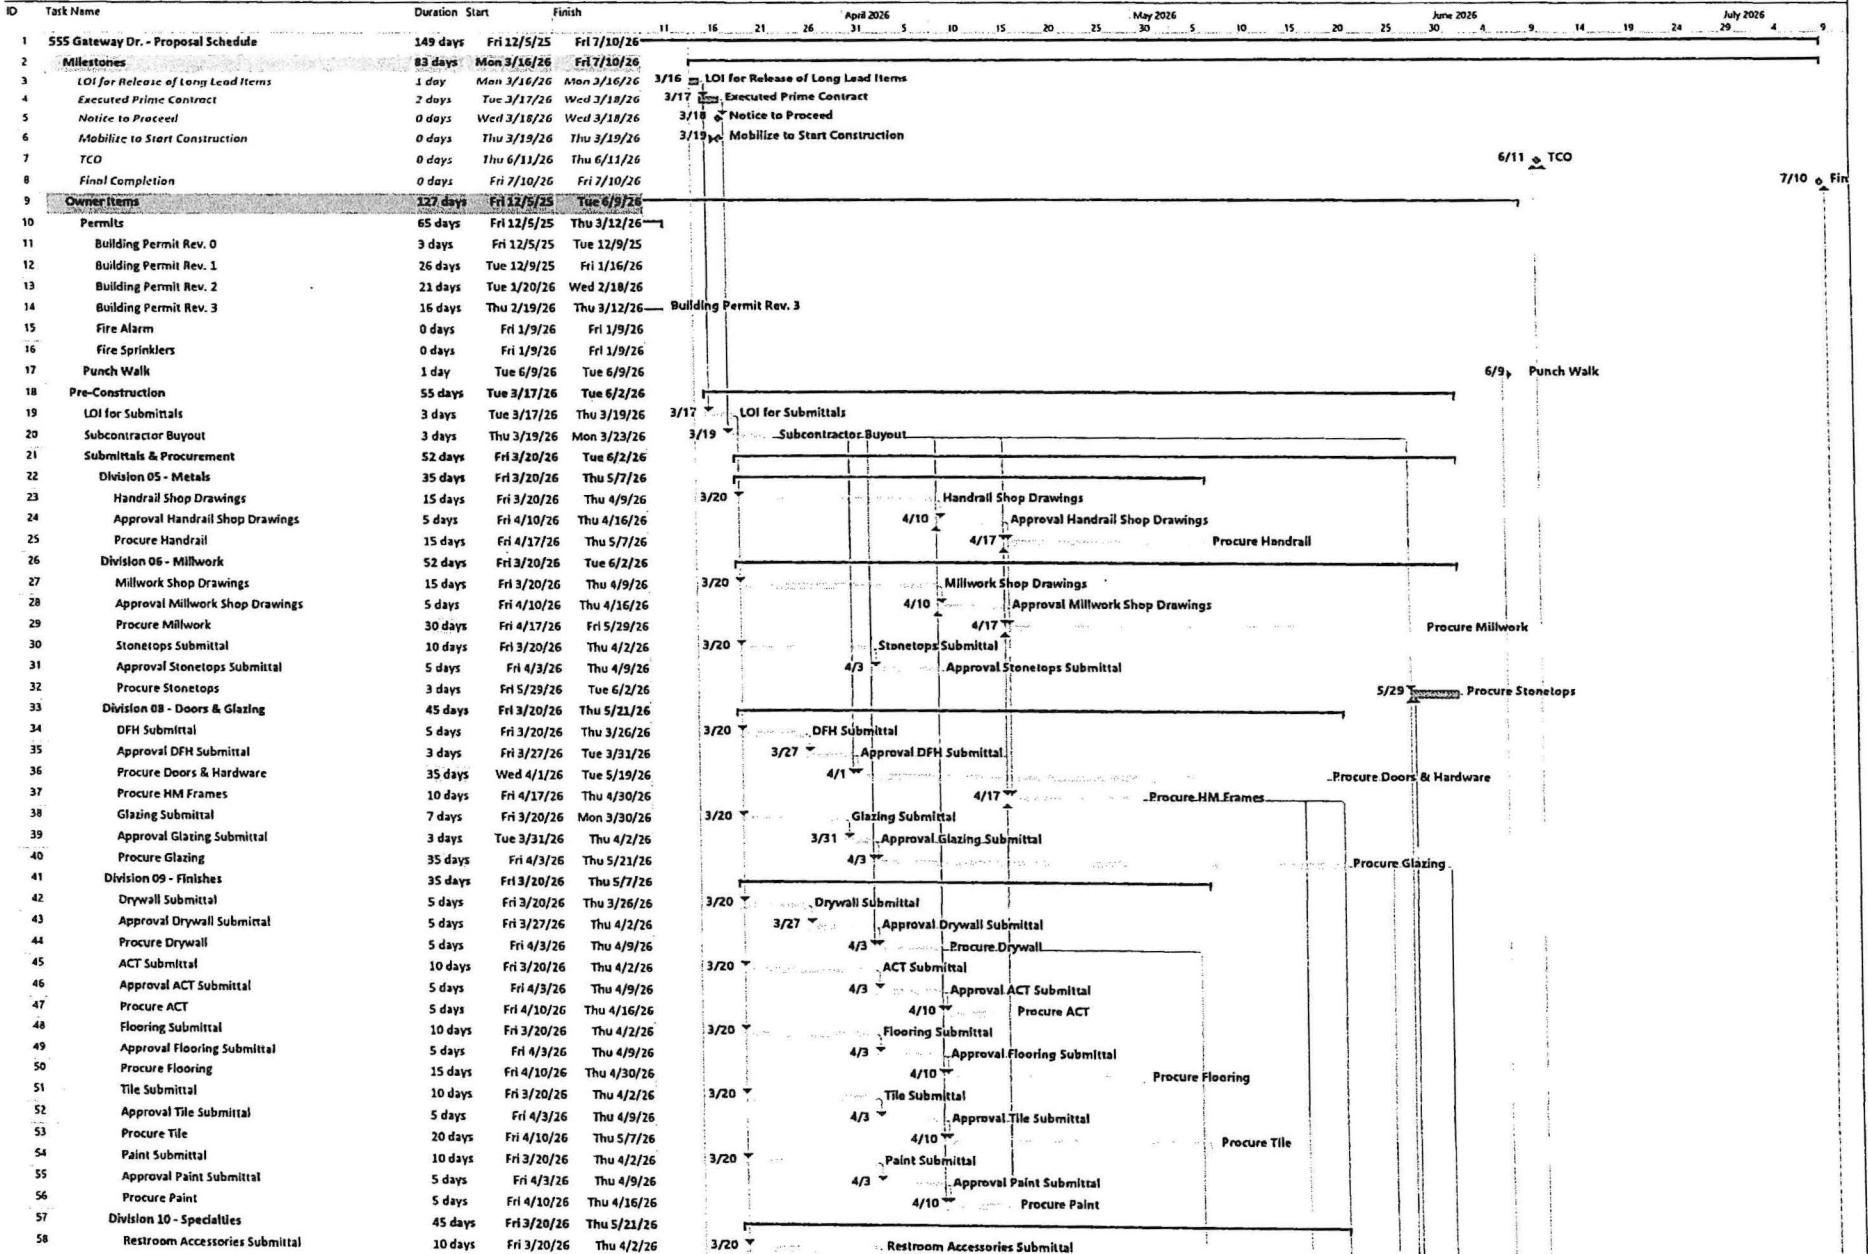 ID Task Name Duration Start Finish
April 2026 May 2026 June 2026 July 2026
11 21 31 5 10 15 20 30 5 10 15 20 25 30 4 9 14 19 24 29 4 9
1 555 Gateway Dr. - Proposal Schedule 149 days Fri 12/5/25 Fri 7/10/26
2 Milestones 83 days Mon 3/16/26 Fri 7/10/26
3 LOI for Release of Long Lead Items 1 day Mon 3/16/26 Mon 3/16/26 3/16 LOI for Release of Long Lead Items
4 Executed Prime Contract 2 days Tue 3/17/26 Wed 3/18/26 3/17 Executed Prime Contract
5 Notice to Proceed 0 days Wed 3/18/26 Wed 3/18/26 3/18 Notice to Proceed
6 Mobilize to Start Construction 0 days Thu 3/19/26 Thu 3/19/26 3/19 Mobilize to Start Construction
7 TCO 0 days Thu 6/11/26 Thu 6/11/26 6/11 TCO
8 Final Completion 0 days Fri 7/10/26 Fri 7/10/26 7/10 Fin
9 Owner Items 127 days Fri 12/5/25 Tue 6/9/26
10 Permits 65 days Fri 12/5/25 Thu 3/12/26
11 Building Permit Rev. 0 3 days Fri 12/5/25 Tue 12/9/25
12 Building Permit Rev. 1 26 days Tue 12/9/25 Fri 1/16/26
13 Building Permit Rev. 2 21 days Tue 1/20/26 Wed 2/18/26
14 Building Permit Rev. 3 16 days Thu 2/19/26 Thu 3/12/26 Building Permit Rev. 3
15 Fire Alarm 0 days Fri 1/9/26 Fri 1/9/26
16 Fire Sprinklers 0 days Fri 1/9/26 Fri 1/9/26
17 Punch Walk 1 day Tue 6/9/26 Tue 6/9/26 6/9 Punch Walk
18 Pre-Construction 55 days Tue 3/17/26 Tue 6/2/26
19 LOI for Submittals 3 days Tue 3/17/26 Thu 3/19/26 3/17 LOI for Submittals
20 Subcontractor Buyout 3 days Thu 3/19/26 Mon 3/23/26 3/19 Subcontractor Buyout
21 Submittals & Procurement 52 days Fri 3/20/26 Tue 6/2/26
22 Division 05 - Metals 35 days Fri 3/20/26 Thu 5/7/26
23 Handrail Shop Drawings 15 days Fri 3/20/26 Thu 4/9/26 3/20 Handrail Shop Drawings
24 Approval Handrail Shop Drawings 5 days Fri 4/10/26 Thu 4/16/26 4/10 Approval Handrail Shop Drawings
25 Procure Handrail 15 days Fri 4/17/26 Thu 5/7/26 4/17 Procure Handrail
26 Division 06 - Millwork 52 days Fri 3/20/26 Tue 6/2/26
27 Millwork Shop Drawings 15 days Fri 3/20/26 Thu 4/9/26 3/20 Millwork Shop Drawings
28 Approval Millwork Shop Drawings 5 days Fri 4/10/26 Thu 4/16/26 4/10 Approval Millwork Shop Drawings
29 Procure Millwork 30 days Fri 4/17/26 Fri 5/29/26 4/17 Procure Millwork
30 Stonetops Submittal 10 days Fri 3/20/26 Thu 4/2/26 3/20 Stonetops Submittal
31 Approval Stonetops Submittal 5 days Fri 4/3/26 Thu 4/9/26 4/3 Approval Stonetops Submittal
32 Procure Stonetops 3 days Fri 5/29/26 Tue 6/2/26 5/29 Procure Stonetops
33 Division 08 - Doors & Glazing 45 days Fri 3/20/26 Thu 5/21/26
34 DFH Submittal 5 days Fri 3/20/26 Thu 3/26/26 3/20 DFH Submittal
35 Approval DFH Submittal 3 days Fri 3/27/26 Tue 3/31/26 3/27 Approval DFH Submittal
36 Procure Doors & Hardware 35 days Wed 4/1/26 Tue 5/19/26 4/1 Procure Doors & Hardware
37 Procure HM Frames 10 days Fri 4/17/26 Thu 4/30/26 4/17 Procure HM Frames
38 Glazing Submittal 7 days Fri 3/20/26 Mon 3/30/26 3/20 Glazing Submittal
39 Approval Glazing Submittal 3 days Tue 3/31/26 Thu 4/2/26 3/31 Approval Glazing Submittal
40 Procure Glazing 35 days Fri 4/3/26 Thu 5/21/26 4/3 Procure Glazing
41 Division 09 - Finishes 35 days Fri 3/20/26 Thu 5/7/26
42 Drywall Submittal 5 days Fri 3/20/26 Thu 3/26/26 3/20 Drywall Submittal
43 Approval Drywall Submittal 5 days Fri 3/27/26 Thu 4/2/26 3/27 Approval Drywall Submittal
44 Procure Drywall 5 days Fri 4/3/26 Thu 4/9/26 4/3 Procure Drywall
45 ACT Submittal 10 days Fri 3/20/26 Thu 4/2/26 3/20 ACT Submittal
46 Approval ACT Submittal 5 days Fri 4/3/26 Thu 4/9/26 4/3 Approval ACT Submittal
47 Procure ACT 5 days Fri 4/10/26 Thu 4/16/26 4/10 Procure ACT
48 Flooring Submittal 10 days Fri 3/20/26 Thu 4/2/26 3/20 Flooring Submittal
49 Approval Flooring Submittal 5 days Fri 4/3/26 Thu 4/9/26 4/3 Approval Flooring Submittal
50 Procure Flooring 15 days Fri 4/10/26 Thu 4/30/26 4/10 Procure Flooring
51 Tile Submittal 10 days Fri 3/20/26 Thu 4/2/26 3/20 Tile Submittal
52 Approval Tile Submittal 5 days Fri 4/3/26 Thu 4/9/26 4/3 Approval Tile Submittal
53 Procure Tile 20 days Fri 4/10/26 Thu 5/7/26 4/10 Procure Tile
54 Paint Submittal 10 days Fri 3/20/26 Thu 4/2/26 3/20 Paint Submittal
55 Approval Paint Submittal 5 days Fri 4/3/26 Thu 4/9/26 4/3 Approval Paint Submittal
56 Procure Paint 5 days Fri 4/10/26 Thu 4/16/26 4/10 Procure Paint
57 Division 10 - Specialties 45 days Fri 3/20/26 Thu 5/21/26
58 Restroom Accessories Submittal 10 days Fri 3/20/26 Thu 4/2/26 3/20 Restroom Accessories Submittal